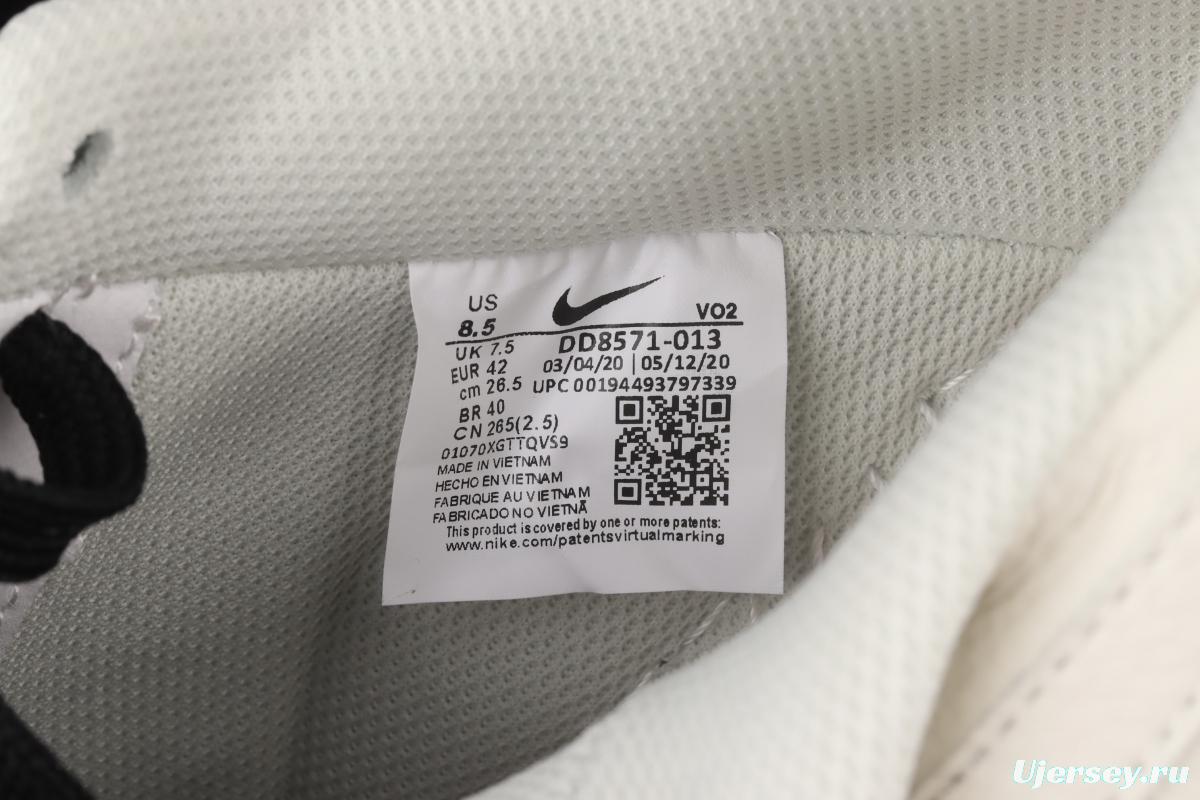 US
8.5
VO2
UK 7.5
DD8571-013
EUR 42
03/04/20 | 05/12/20
cm 26.5
UPC 00194493797339
BR 40
CN 265(2.5)
01070XGTTQVS9
MADE IN VIETNAM
HECHO EN VIETNAM
FABRIQUE AU VIETNAM
FABRICADO NO VIETNÃ
This product is covered by one or more patents:
www.nike.com/patentsvirtualmarking
Ujersey.ru